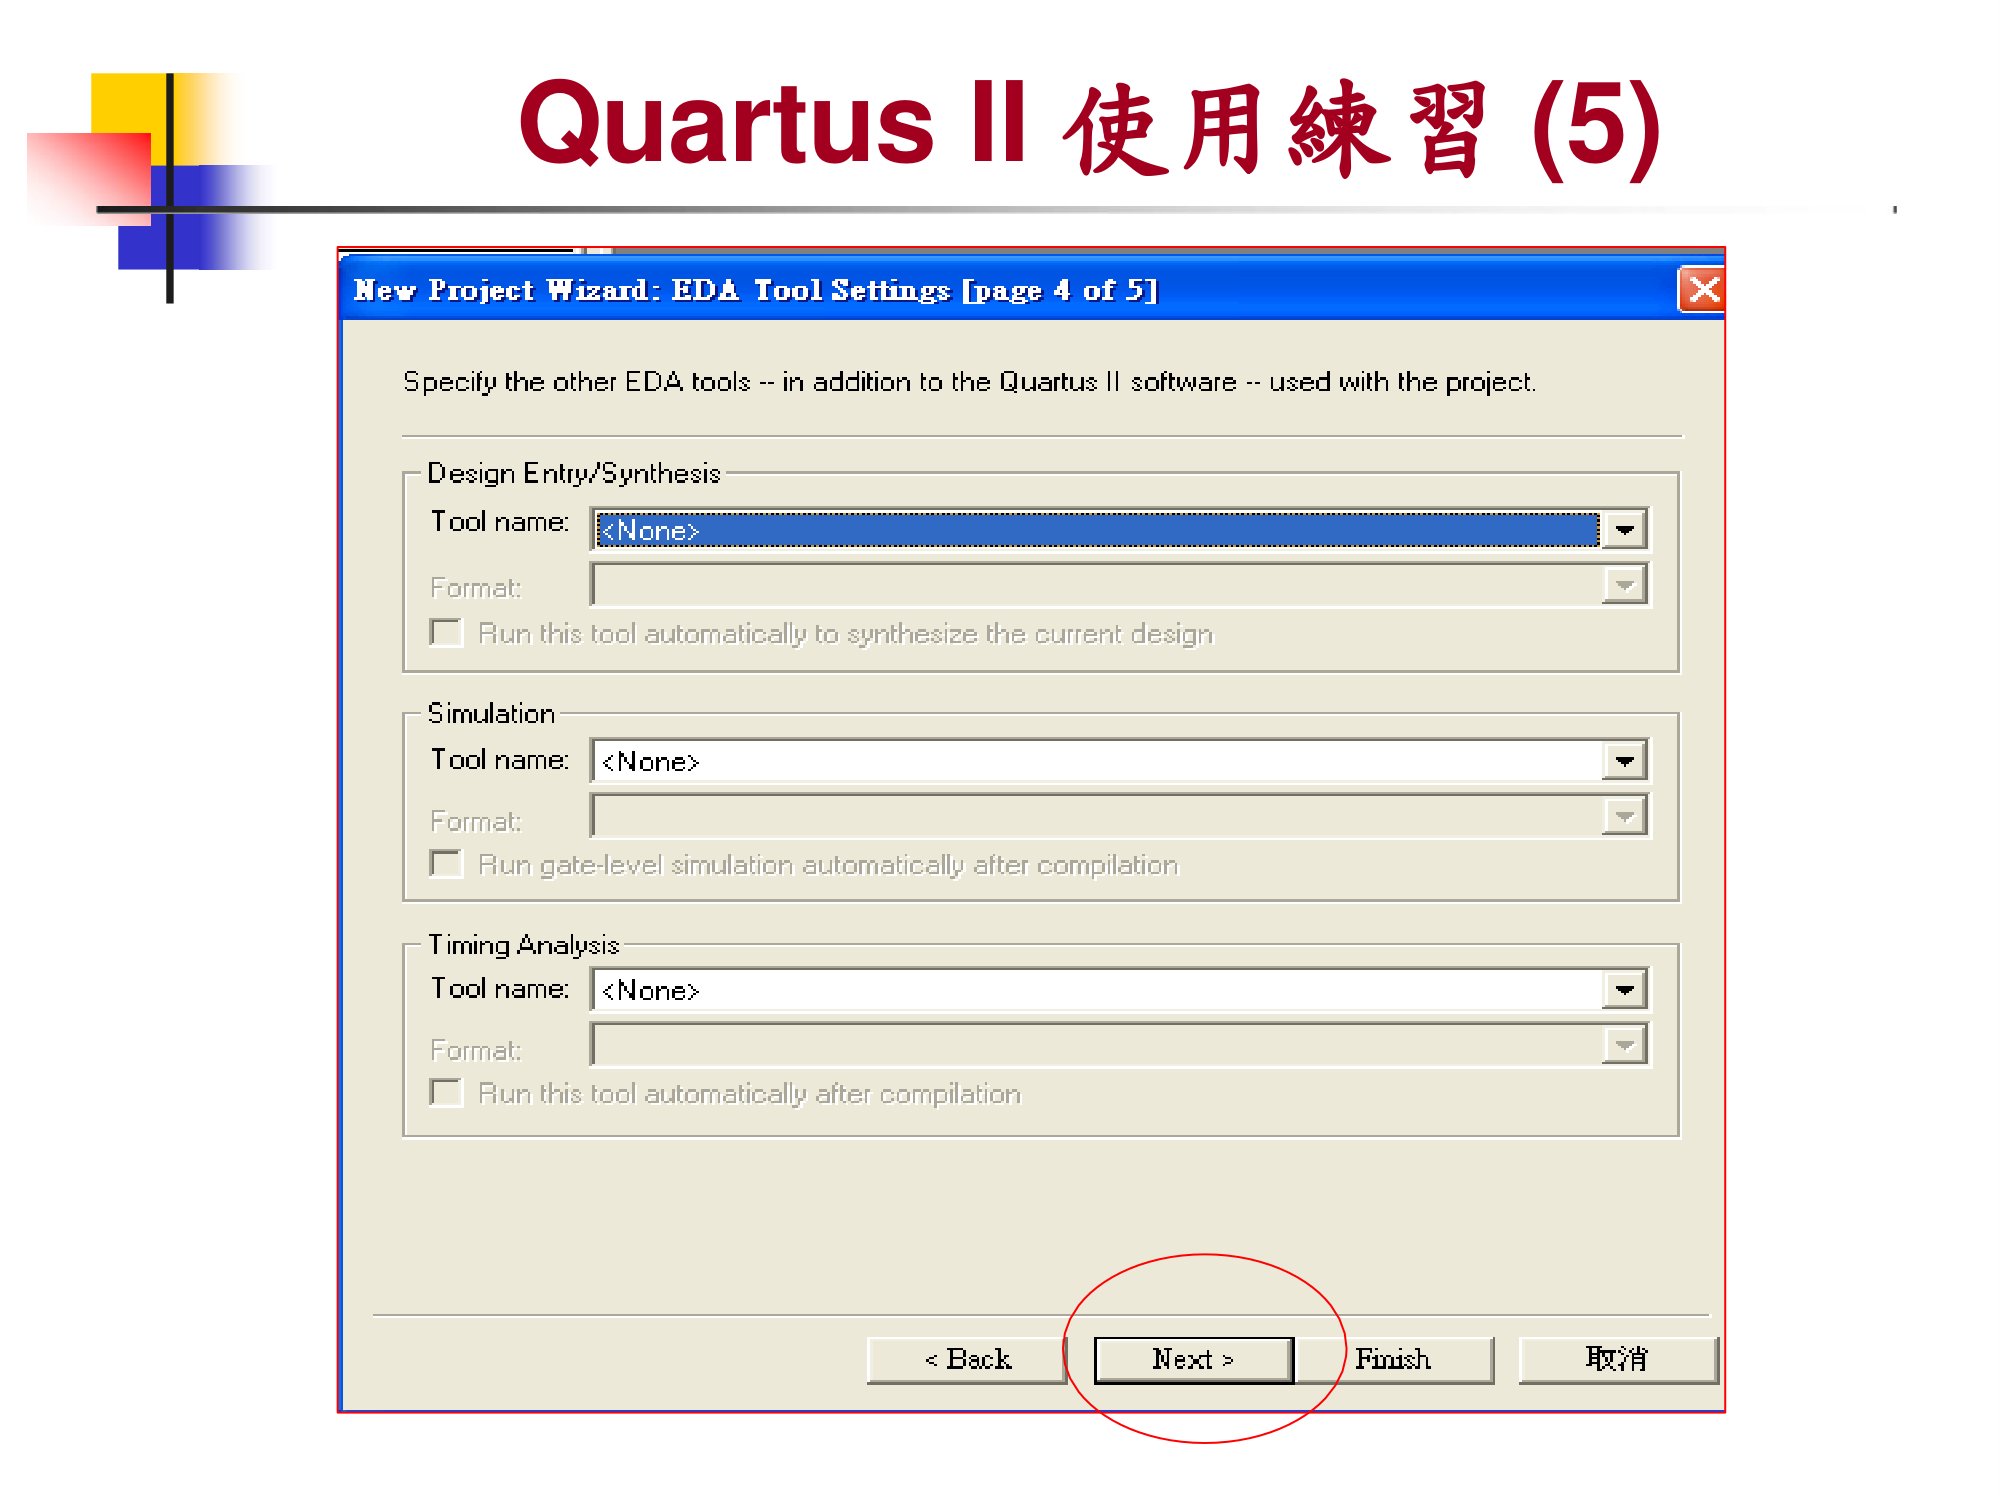 Quartus II 使用練習 (5)
New Project Wizard: EDA Tool Settings [page 4 of 5]
Specify the other EDA tools -- in addition to the Quartus II software -- used with the project.
Design Entry/Synthesis
Tool name: <None>
Format:
Run this tool automatically to synthesize the current design
Simulation
Tool name: <None>
Format:
Run gate-level simulation automatically after compilation
Timing Analysis
Tool name: <None>
Format:
Run this tool automatically after compilation
< Back Next > Finish 取消